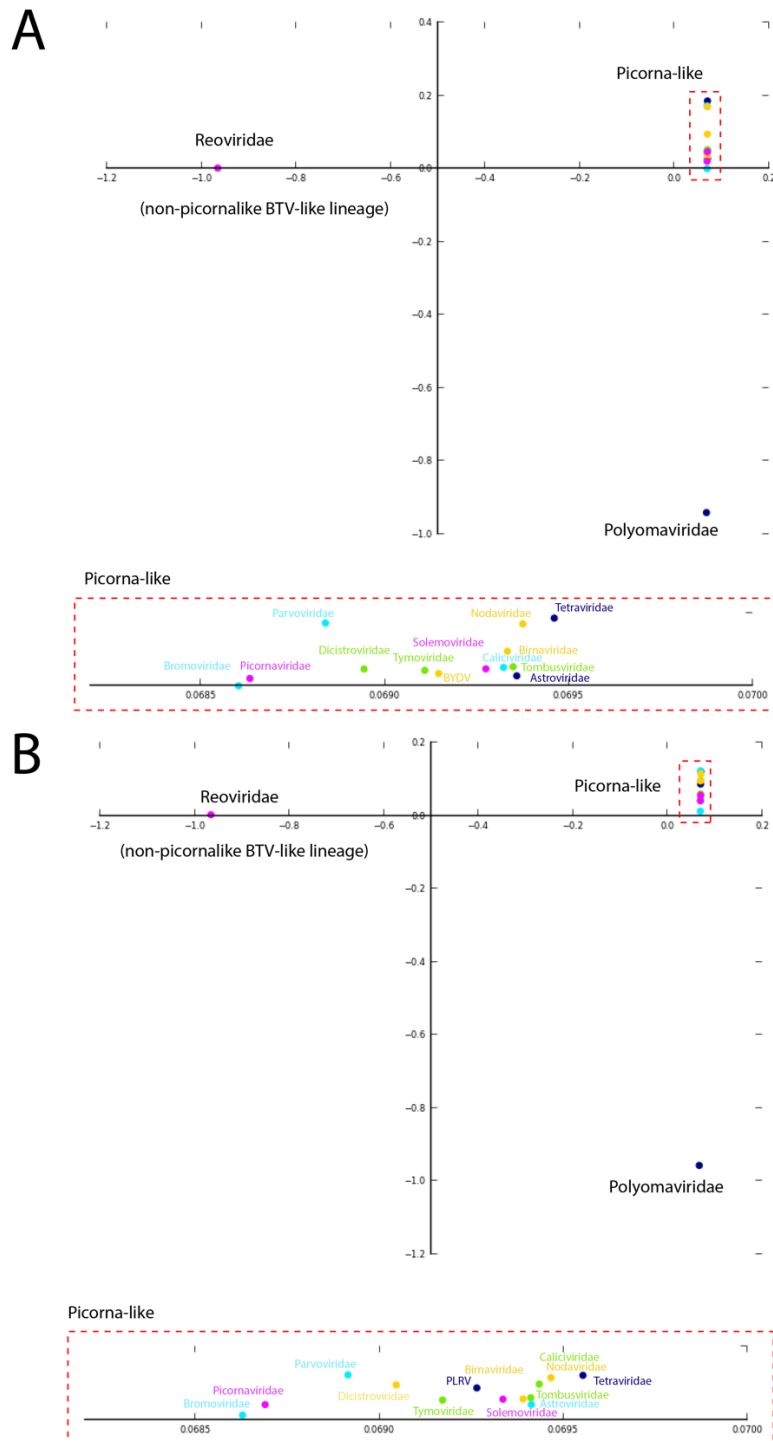 A
0.4
Picorna-like
0.2
Reoviridae
−1.2 −1.0 −0.8 −0.6 0.0 −0.4 −0.2 0.0 0.2
(non-picornalike BTV-like lineage)
−0.2
−0.4
−0.6
−0.8
−1.0
Polyomaviridae
Picorna-like
Parvoviridae Nodaviridae Tetraviridae
Dicistroviridae Solemoviridae Birnaviridae
Bromoviridae Picornaviridae Tymoviridae Caliciviridae Tombusviridae
BYDV Astroviridae
0.0685 0.0690 0.0695 0.0700
B
0.2
Picorna-like
Reoviridae
−1.2 −1.0 −0.8 −0.6 0.0 −0.4 −0.2 0.0 0.2
(non-picornalike BTV-like lineage)
−0.2
−0.4
−0.6
−0.8
−1.0
Polyomaviridae
−1.2
Picorna-like
Caliciviridae
Parvoviridae Birnaviridae Nodaviridae
PLRV Tetraviridae
Picornaviridae Dicistroviridae Tombusviridae
Bromoviridae Tymoviridae Solemoviridae Astroviridae
0.0685 0.0690 0.0695 0.0700